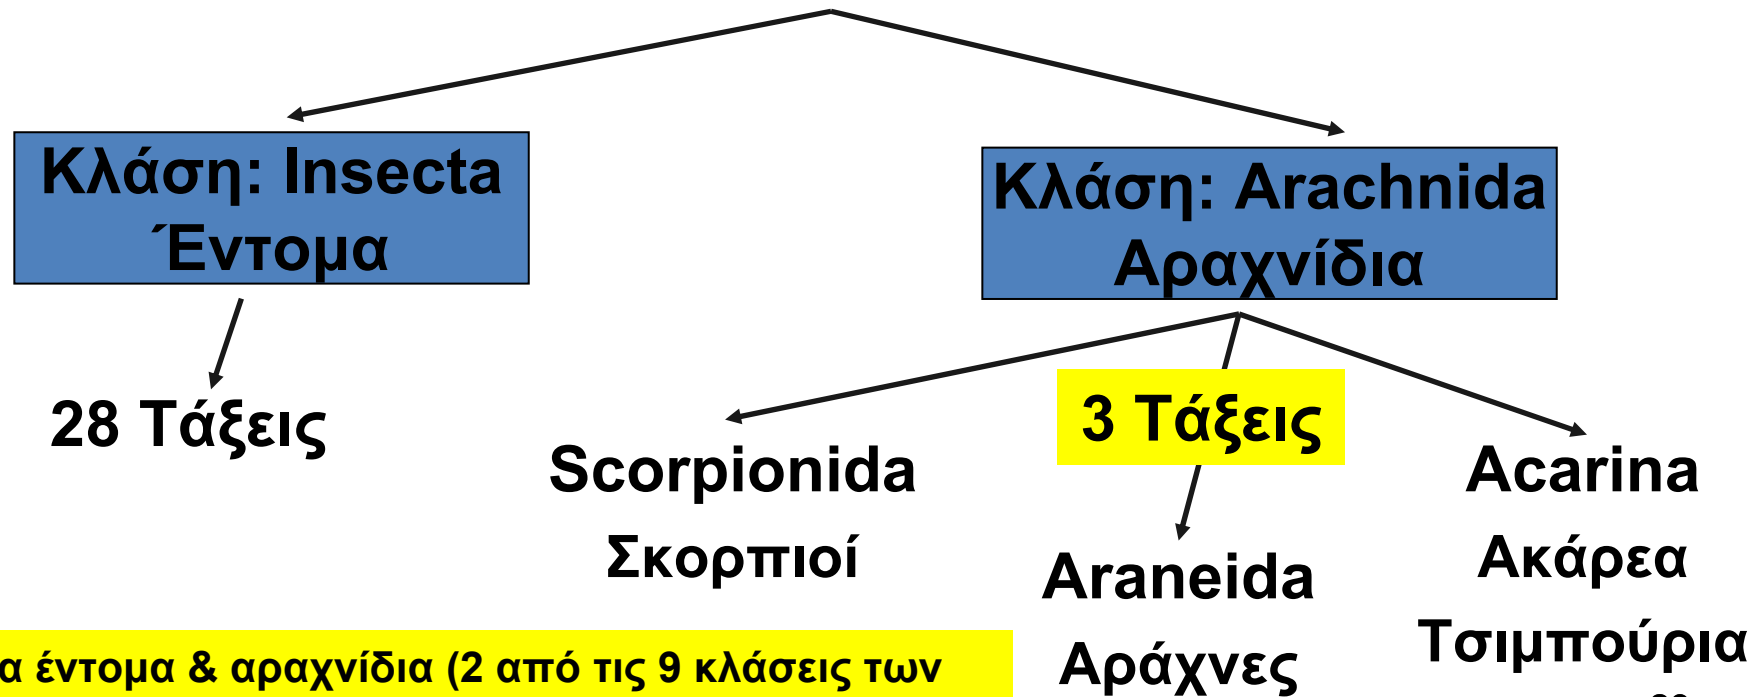 Κλάση: Insecta
Έντομα
Κλάση: Arachnida
Αραχνίδια
28 Τάξεις
3 Τάξεις
Scorpionida
Σκορπιοί
Araneida
Αράχνες
Acarina
Ακάρεα
Τσιμπούρια
α έντομα & αραχνίδια (2 από τις 9 κλάσεις των